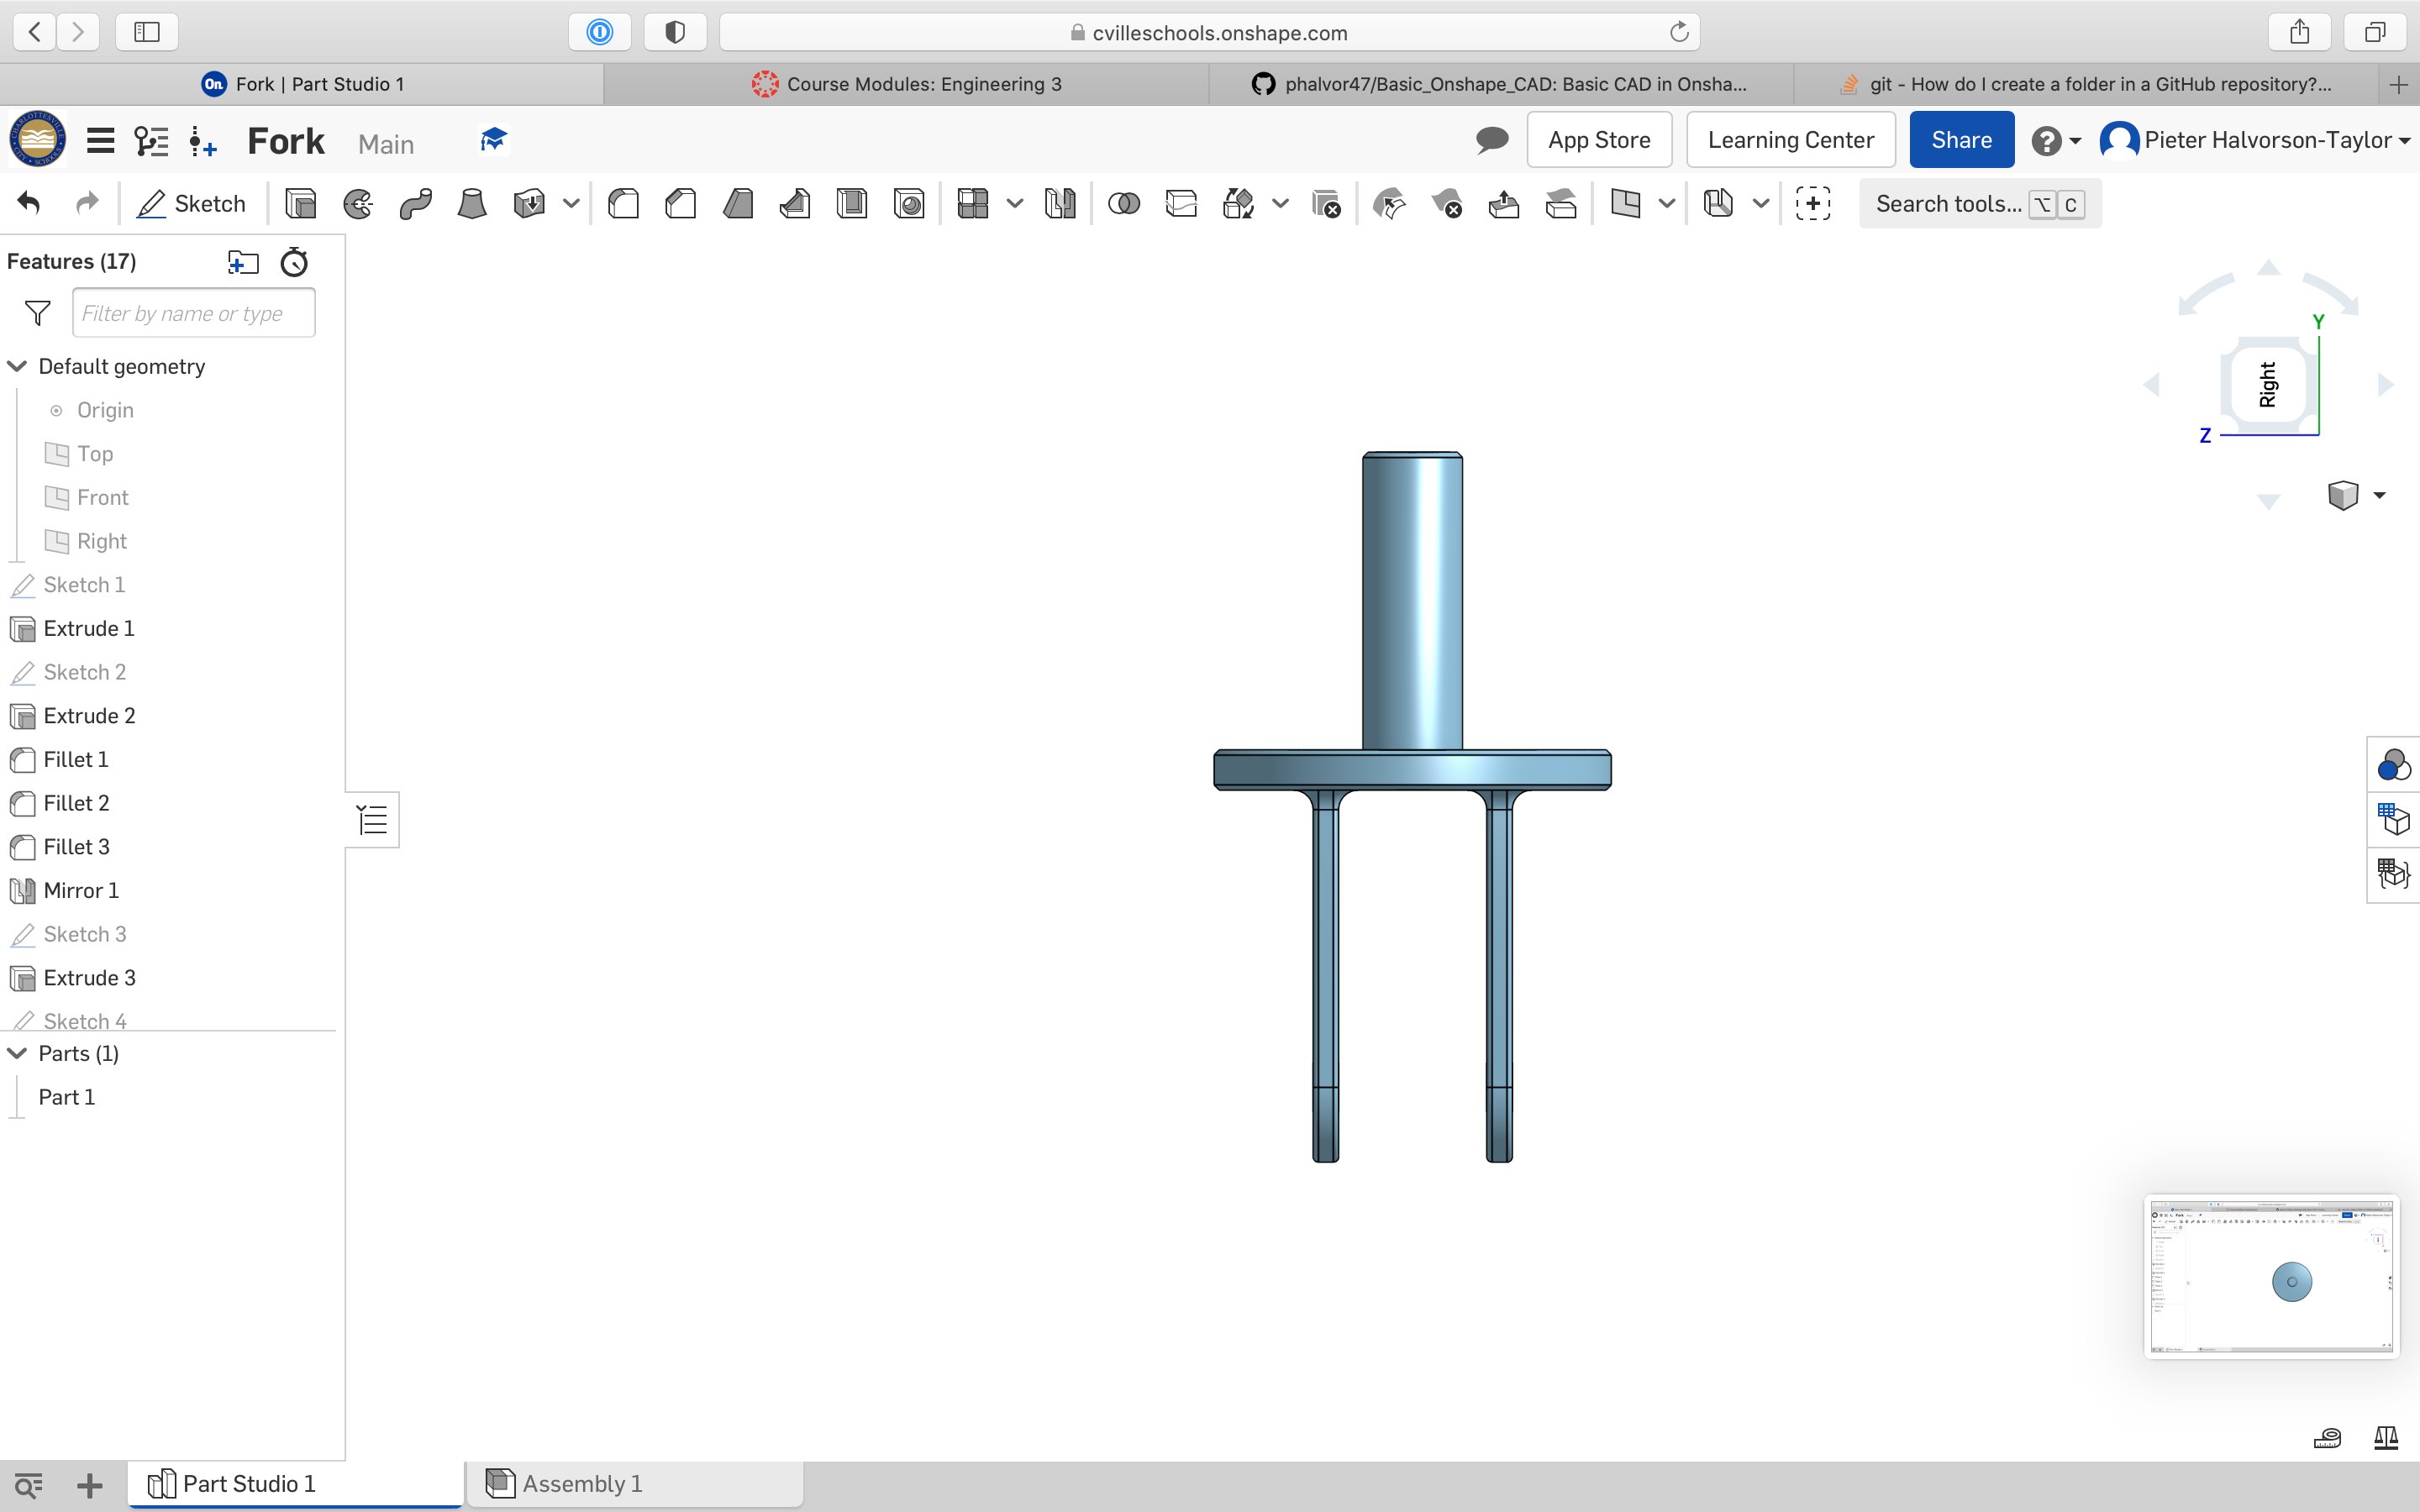 cvilleschools.onshape.com
On Fork | Part Studio 1
Course Modules: Engineering 3
phalvor47/Basic_Onshape_CAD: Basic CAD in Onsha...
git - How do I create a folder in a GitHub repository?...
Fork Main
App Store
Learning Center
Share
Pieter Halvorson-Taylor
Sketch
Search tools... ⌥ C
Features (17)
Filter by name or type
Default geometry
Origin
Top
Front
Right
Sketch 1
Extrude 1
Sketch 2
Extrude 2
Fillet 1
Fillet 2
Fillet 3
Mirror 1
Sketch 3
Extrude 3
Sketch 4
Parts (1)
Part 1
Y
Right
Z
Part Studio 1
Assembly 1